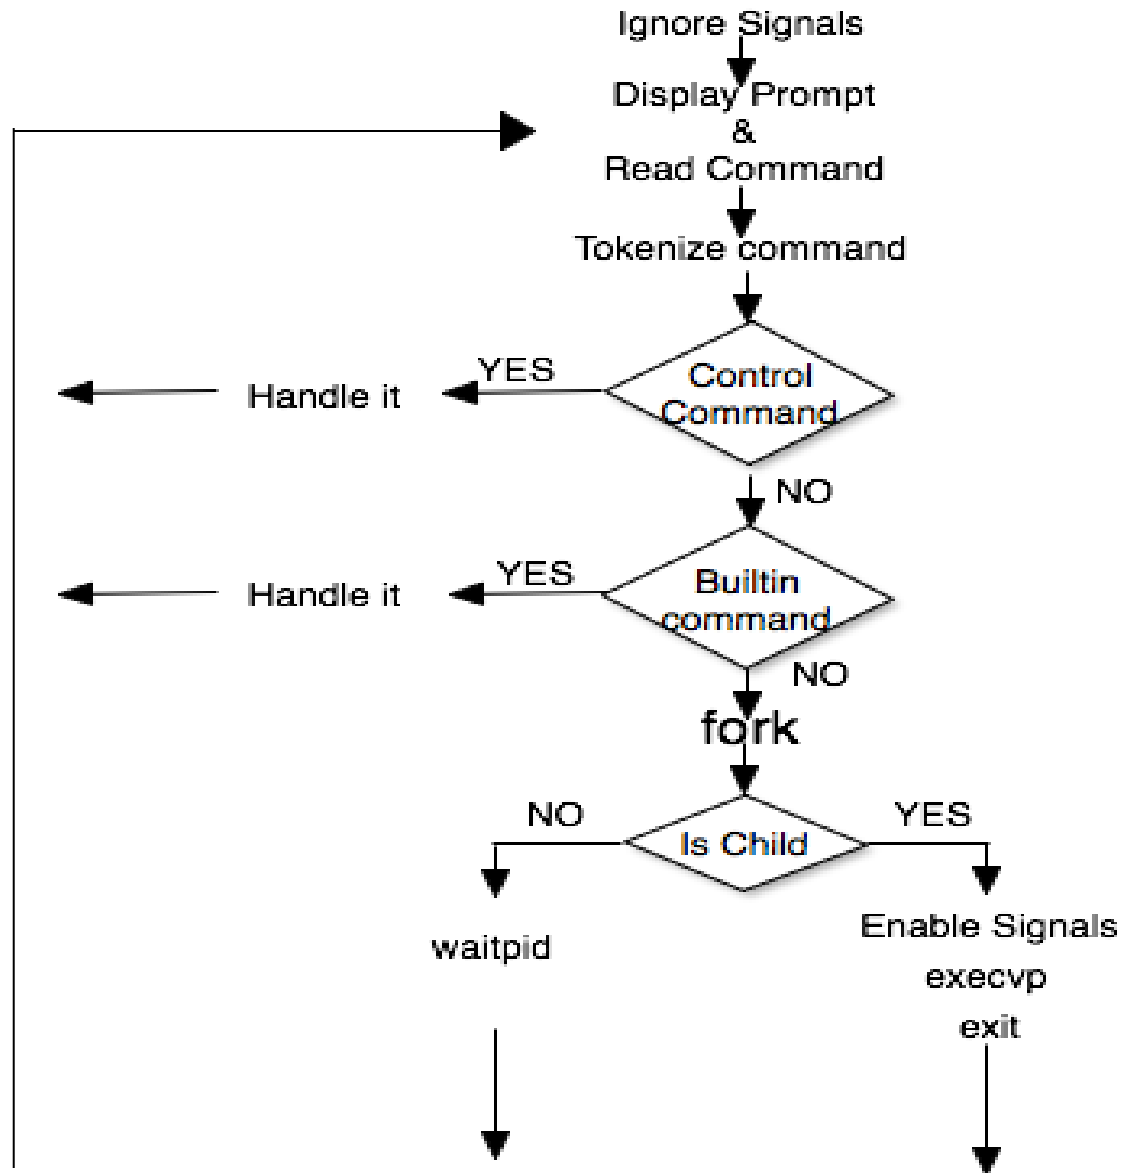 Ignore Signals
Display Prompt
&
Read Command
Tokenize command
YES
Handle it
Control
Command
NO
YES
Handle it
Builtin
command
NO
fork
NO
YES
Is Child
Enable Signals
waitpid
execvp
exit